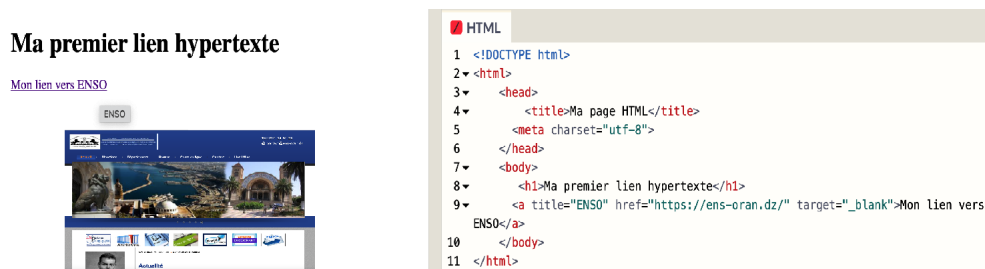 Ma premier lien hypertexte
Mon lien vers ENSO
ENSO
Actualité
HTML
1 <!DOCTYPE html>
2 <html>
3 <head>
4 <title>Ma page HTML</title>
5 <meta charset="utf-8">
6 </head>
7 <body>
8 <h1>Ma premier lien hypertexte</h1>
9 <a title="ENSO" href="https://ens-oran.dz/" target="_blank">Mon lien vers
ENSO</a>
10 </body>
11 </html>